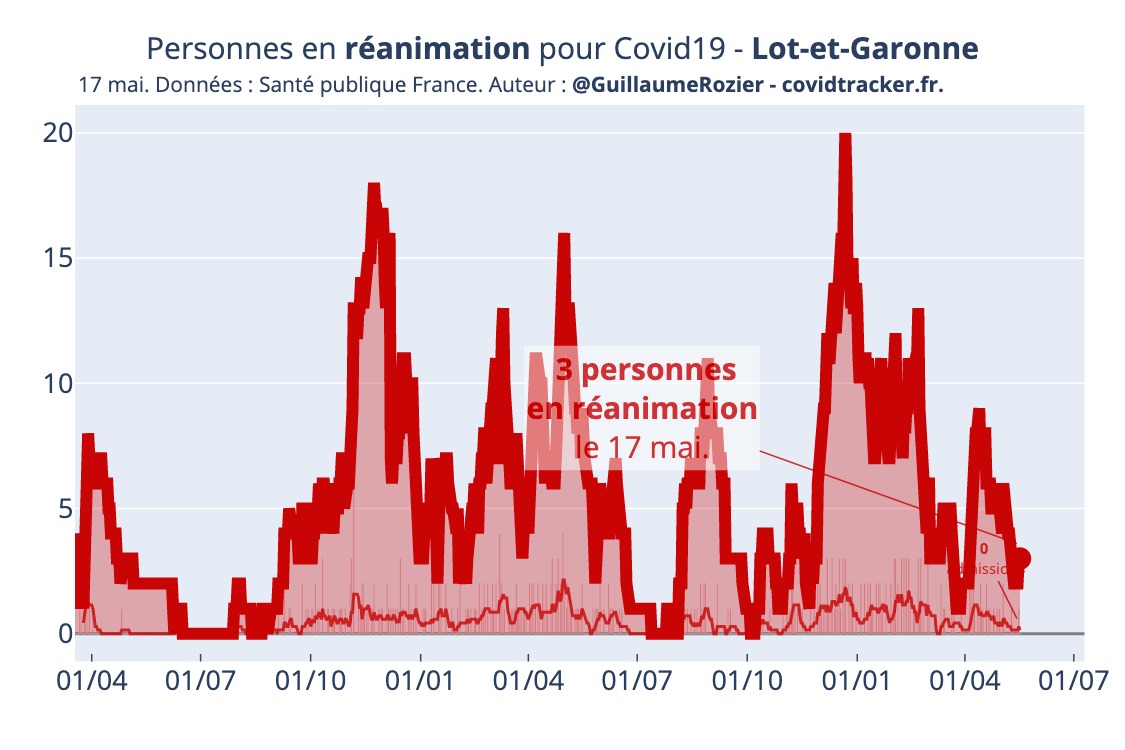 Personnes en réanimation pour Covid19 - Lot-et-Garonne
17 mai. Données : Santé publique France. Auteur : @GuillaumeRozier - covidtracker.fr.
20
15
10
5
0
3 personnes
en réanimation
le 17 mai.
0
01/04 01/07 01/10 01/01 01/04 01/07 01/10 01/01 01/04 01/07